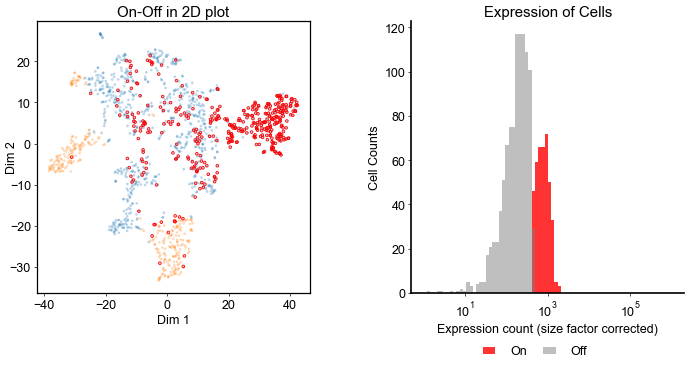 On-Off in 2D plot
Dim 2
20
10
0
−10
−20
−30
−40 −20 0 20 40
Dim 1
Expression of Cells
Cell Counts
120
100
80
60
40
20
0
10^1 10^3 10^5
Expression count (size factor corrected)
On Off